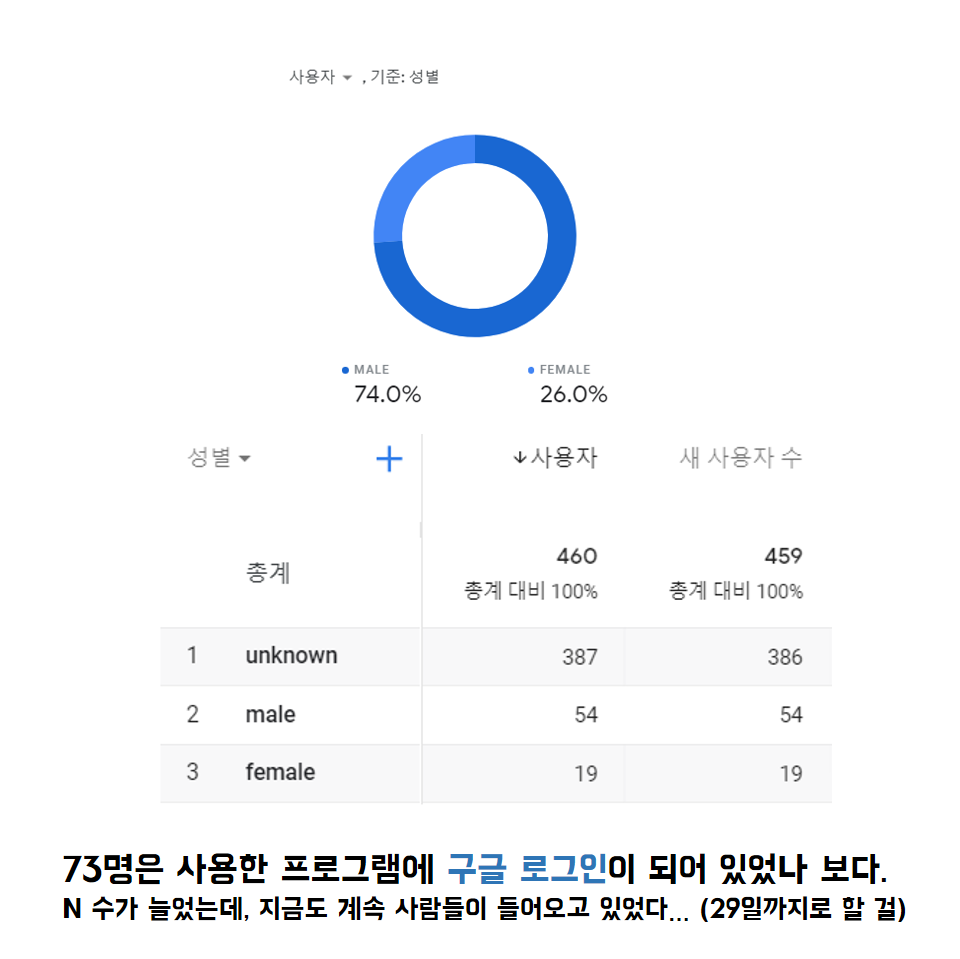 사용자 , 기준: 성별
MALE FEMALE
74.0% 26.0%
성별 + ↓사용자 새 사용자 수
총계 460 459
총계 대비 100% 총계 대비 100%
1 unknown 387 386
2 male 54 54
3 female 19 19
73명은 사용한 프로그램에 구글 로그인이 되어 있었나 보다.
N 수가 늘었는데, 지금도 계속 사람들이 들어오고 있었다... (29일까지로 할 걸)